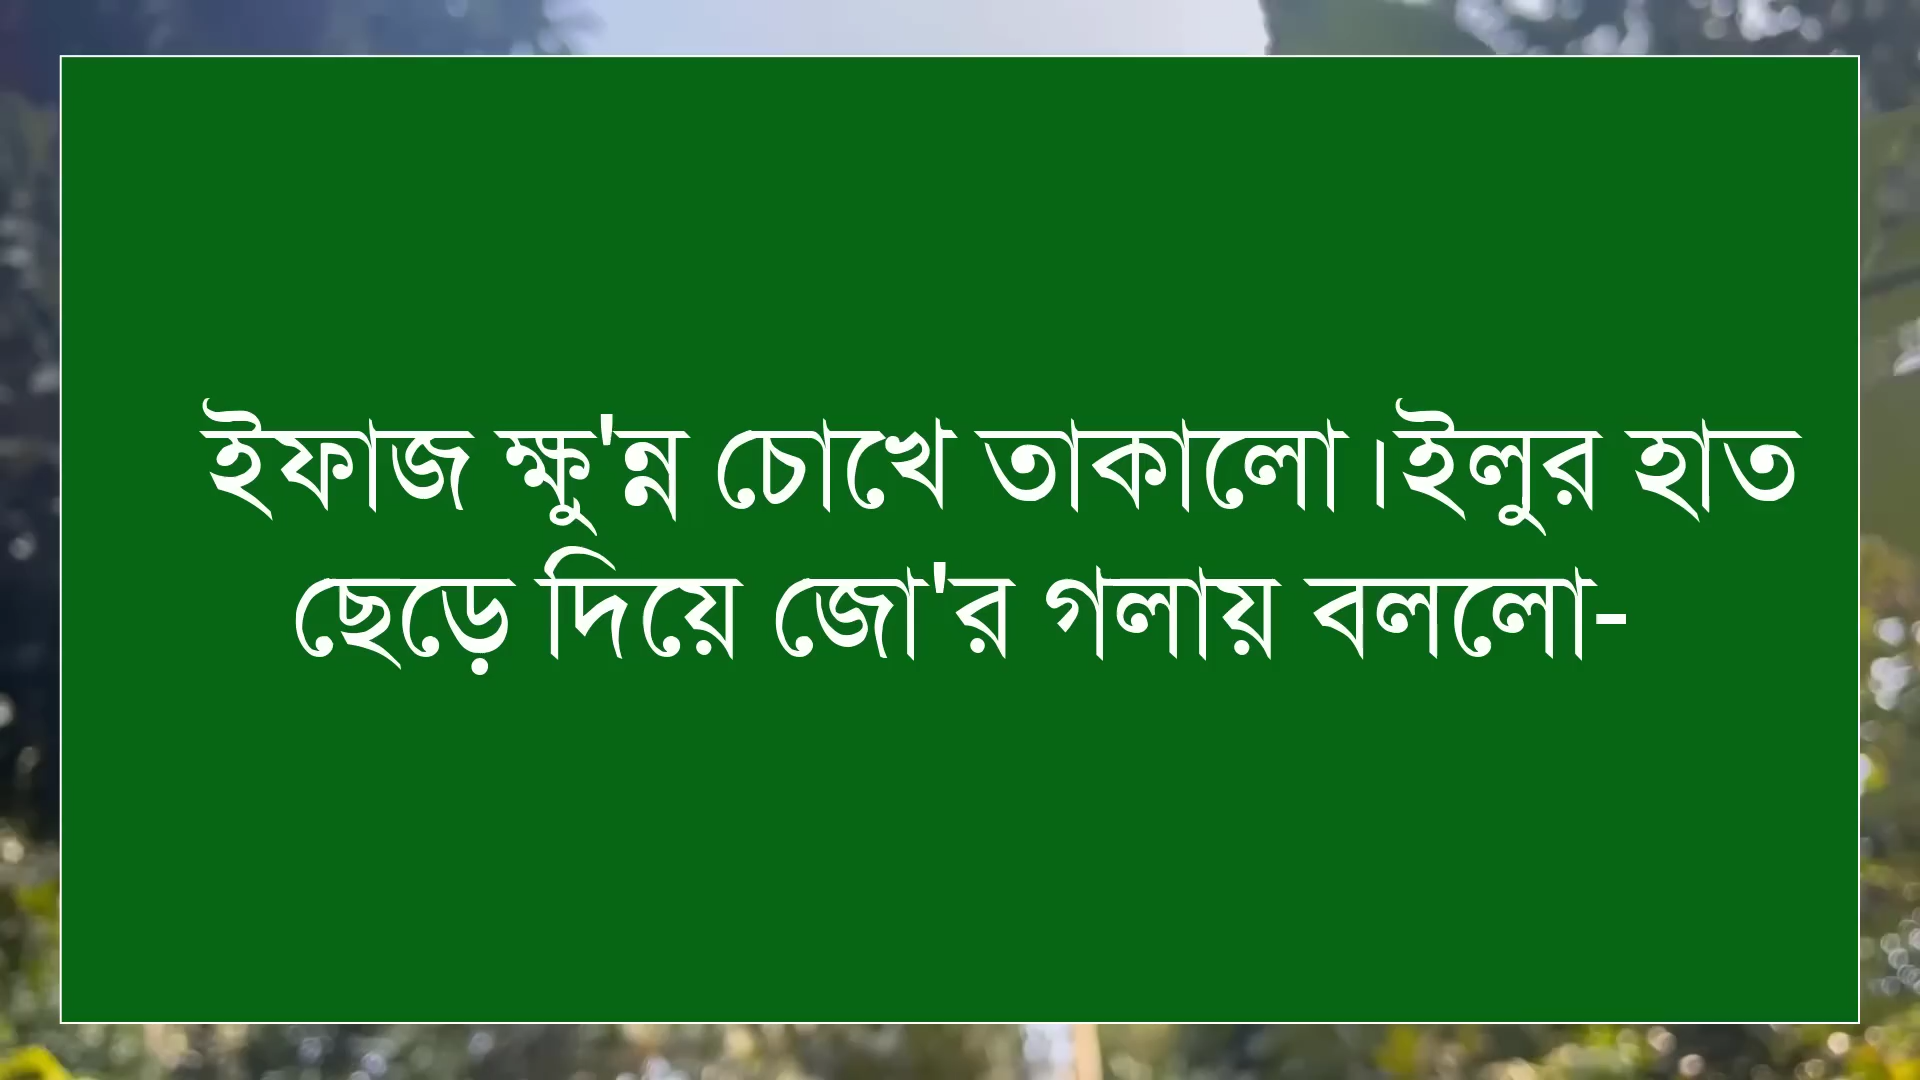 ইফাজ ক্ষু'ন্ন চোখে তাকালো।ইলুর হাত
ছেড়ে দিয়ে জো'র গলায় বললো-